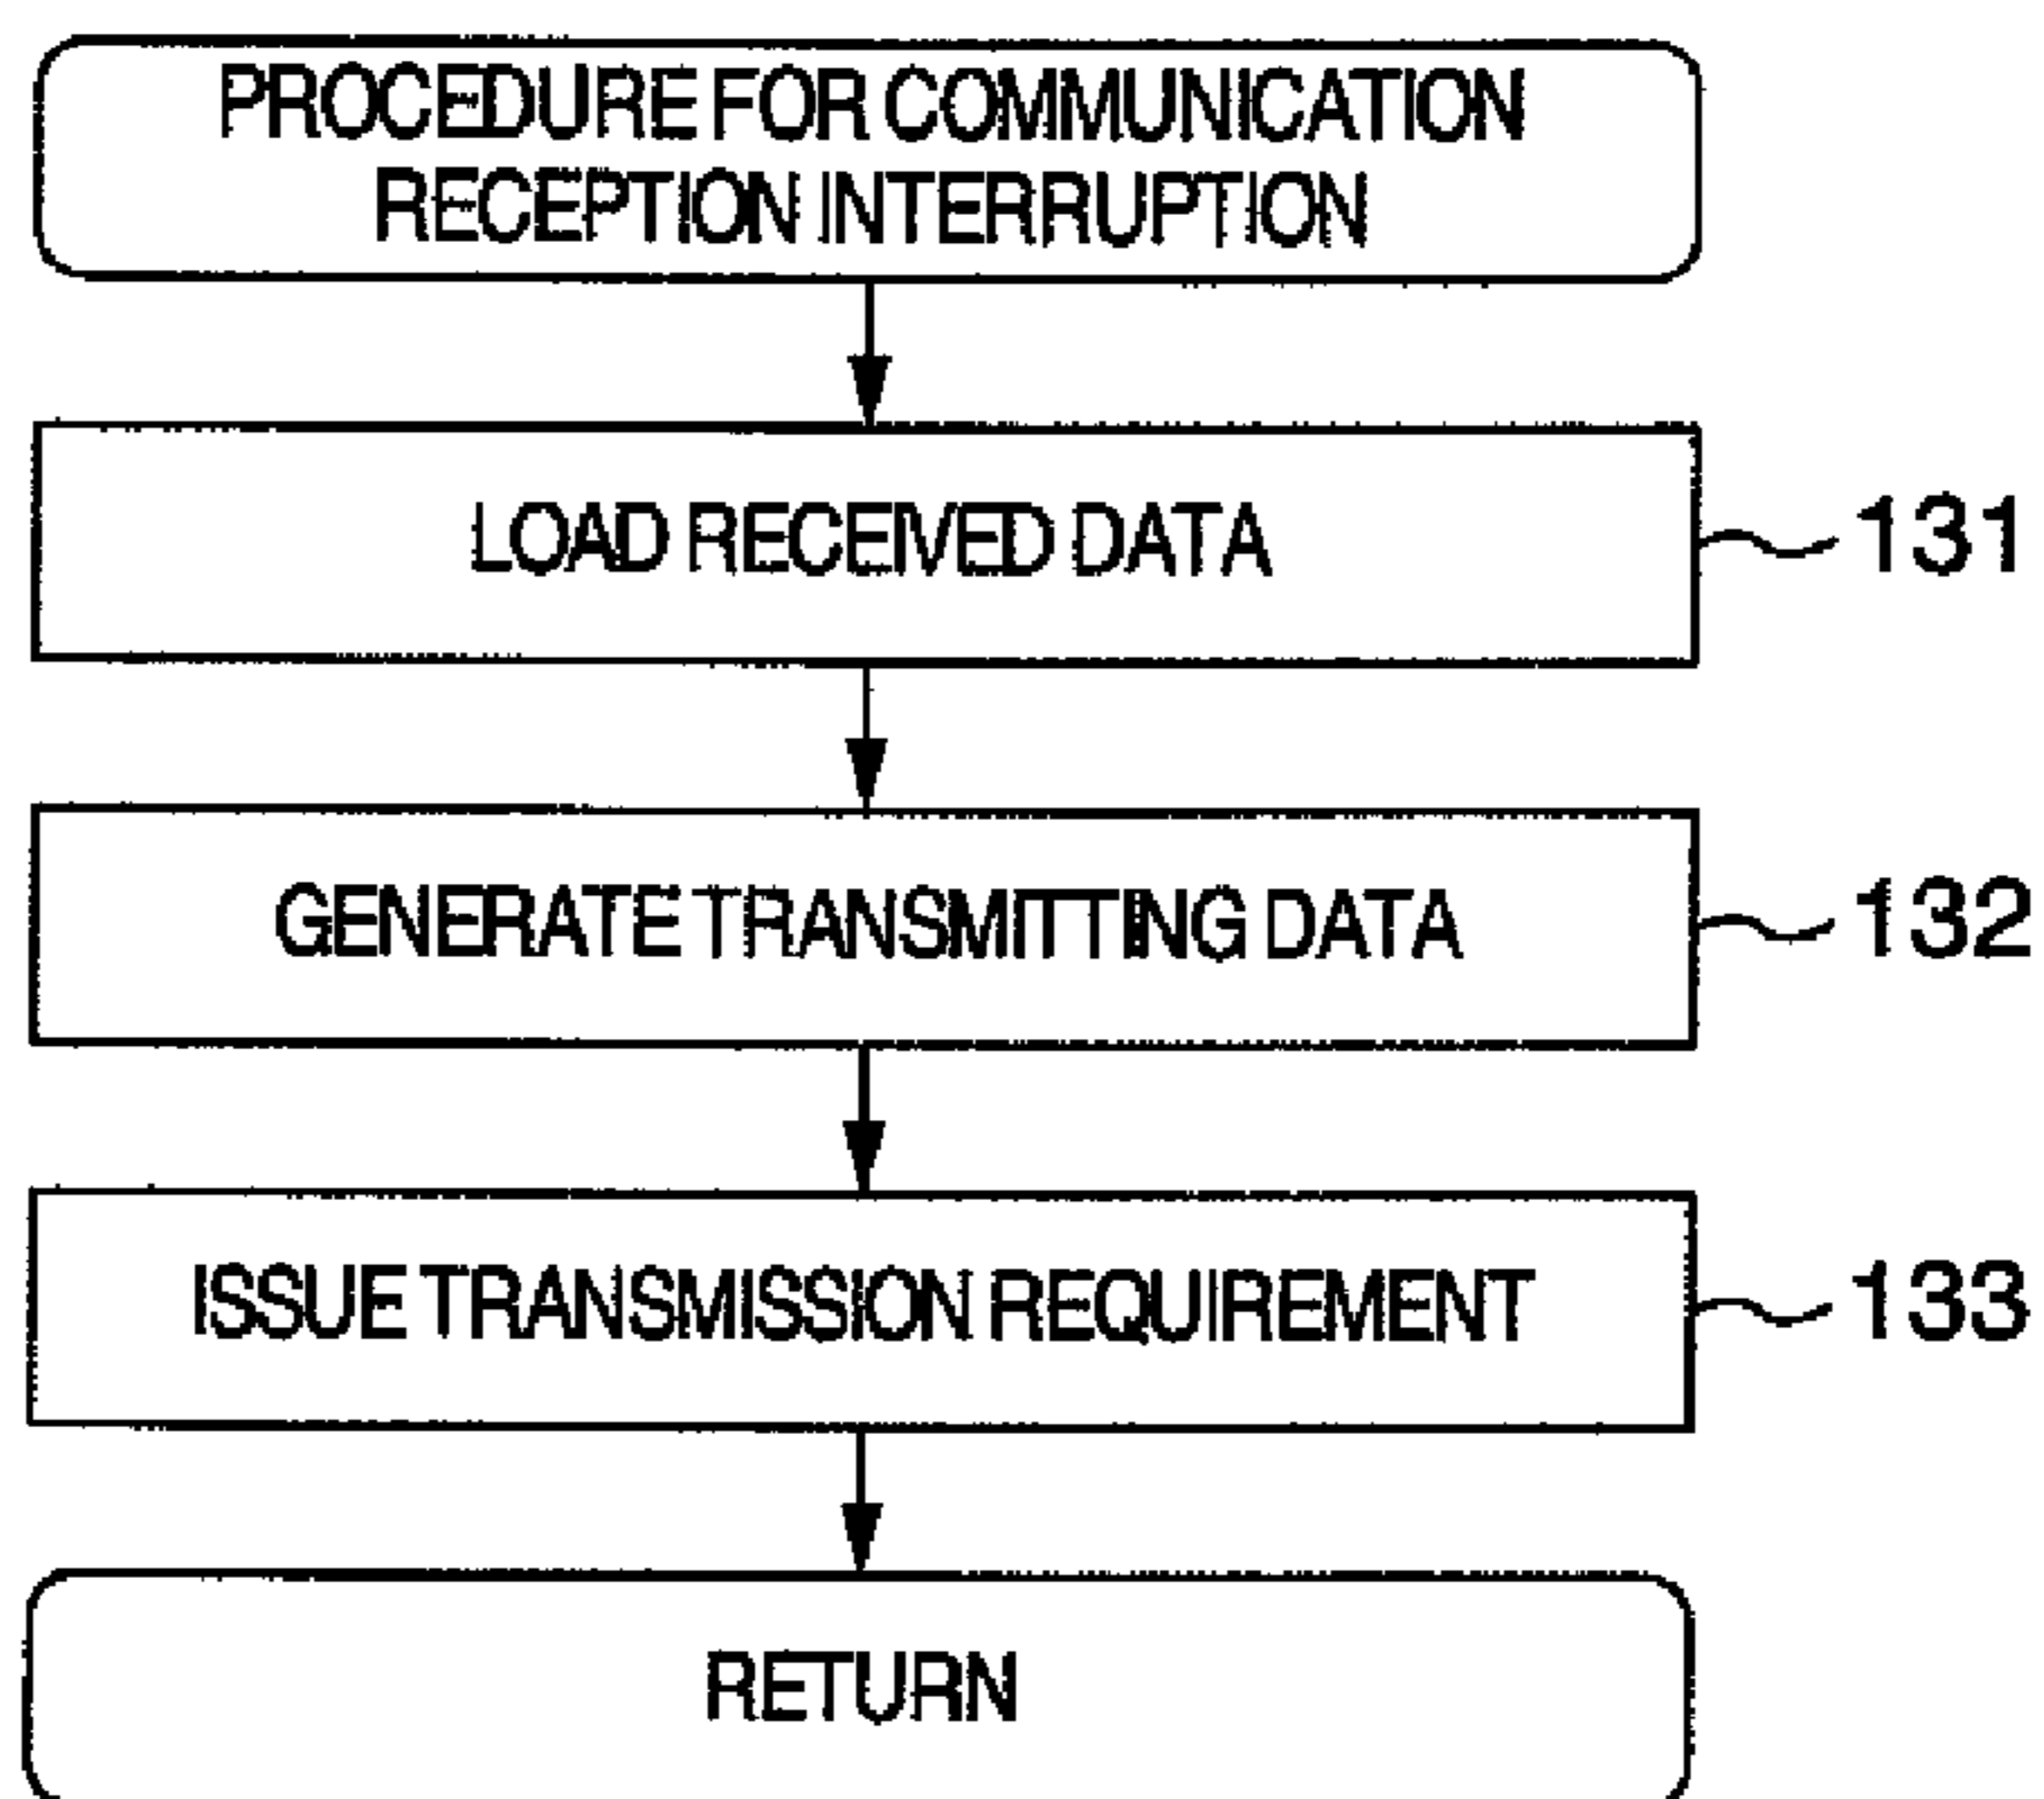 PROCEDURE FOR COMMUNICATION
RECEPTION INTERRUPTION
LOAD RECEIVED DATA
131
GENERATE TRANSMITTING DATA
132
ISSUE TRANSMISSION REQUIREMENT
133
RETURN